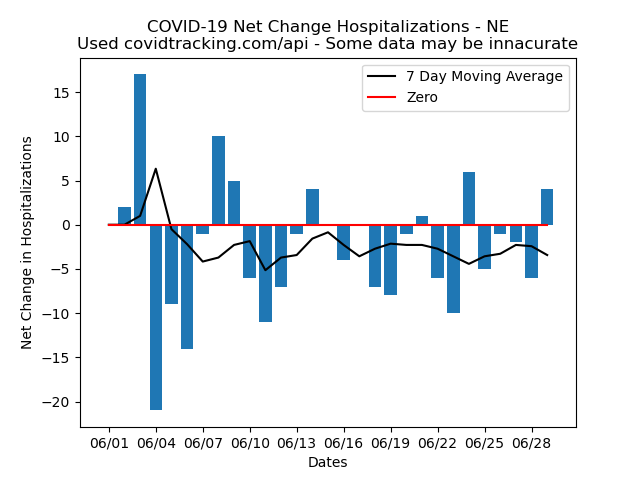 COVID-19 Net Change Hospitalizations - NE
Used covidtracking.com/api - Some data may be innacurate
7 Day Moving Average
Zero
Net Change in Hospitalizations
15
10
5
0
−5
−10
−15
−20
06/01 06/04 06/07 06/10 06/13 06/16 06/19 06/22 06/25 06/28
Dates